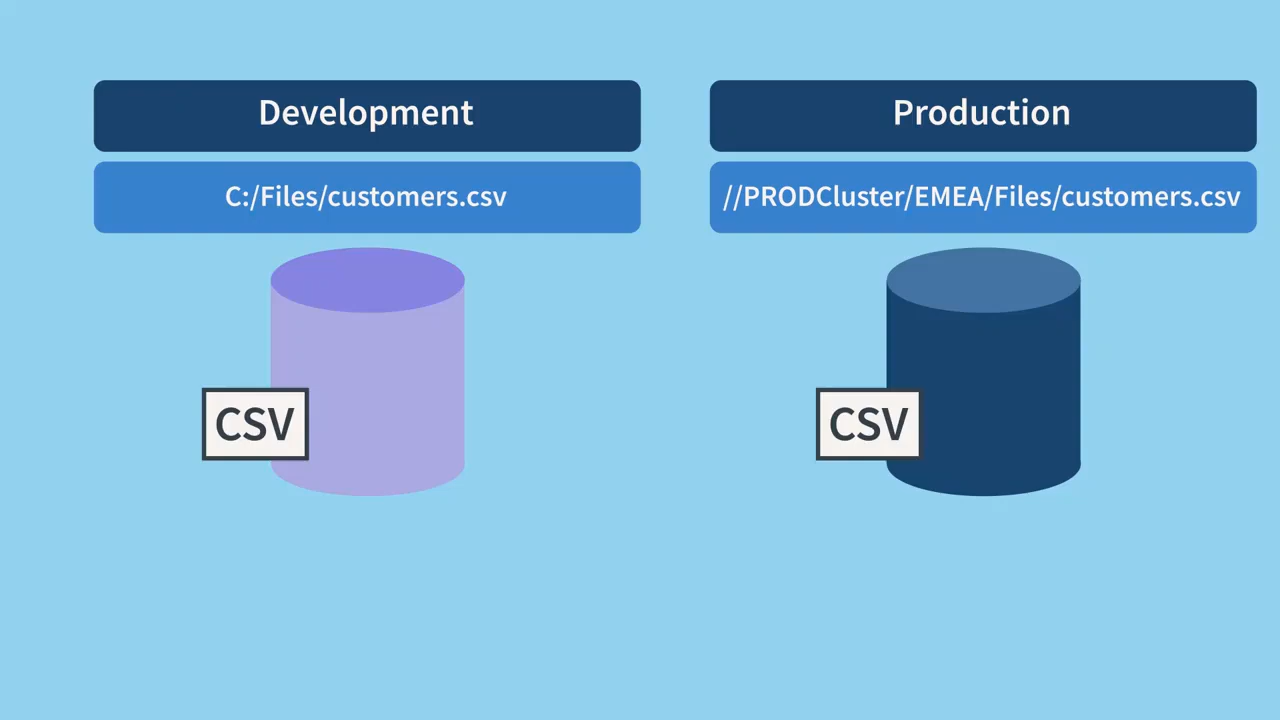 Development
Production
C:/Files/customers.csv
//PRODCluster/EMEA/Files/customers.csv
CSV
CSV